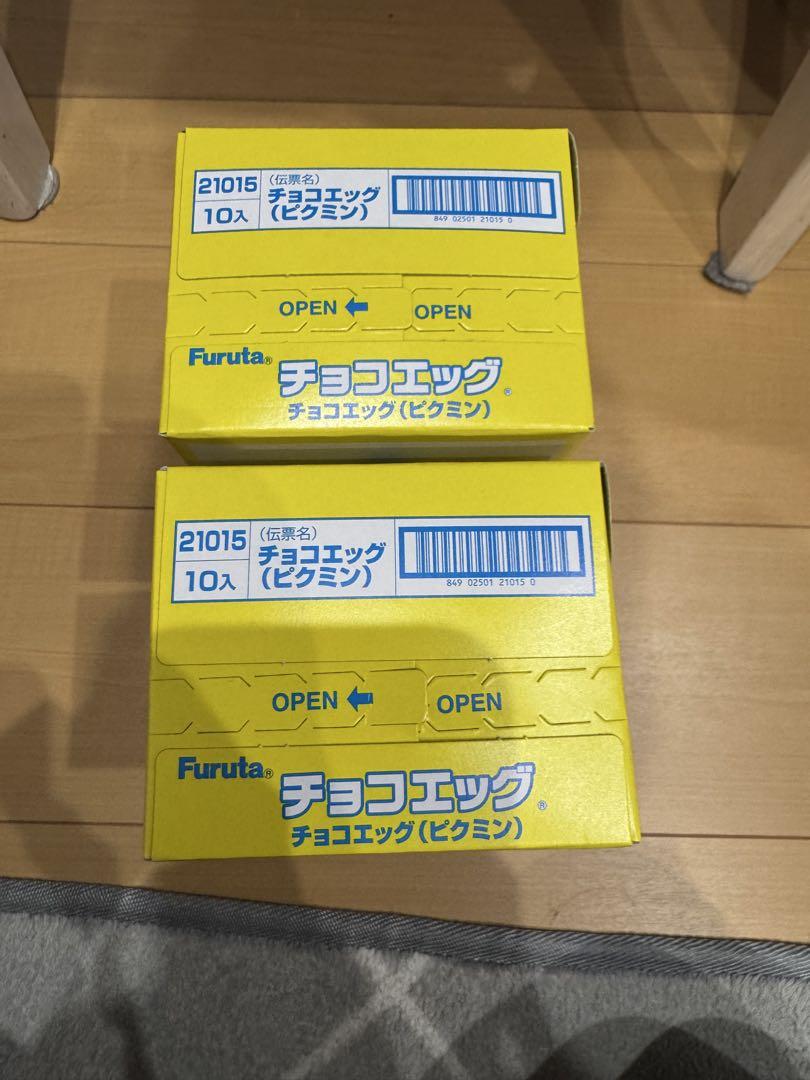 21015
10入
(伝票名)
チョコエッグ
(ピクミン)
849 02501 21015 0
OPEN ← OPEN
Furuta®
チョコエッグ®
チョコエッグ(ピクミン)
21015
10入
(伝票名)
チョコエッグ
(ピクミン)
849 02501 21015 0
OPEN ← OPEN
Furuta®
チョコエッグ®
チョコエッグ(ピクミン)